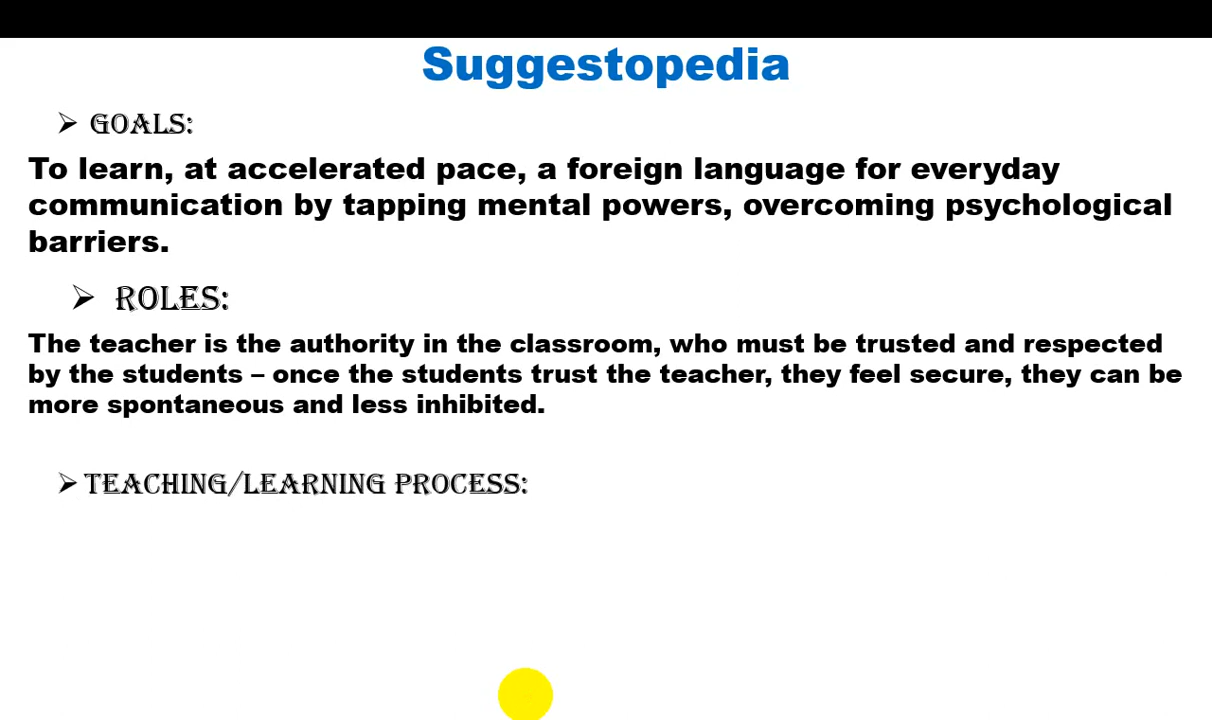 Suggestopedia
➢ GOALS:
To learn, at accelerated pace, a foreign language for everyday
communication by tapping mental powers, overcoming psychological
barriers.
➢ ROLES:
The teacher is the authority in the classroom, who must be trusted and respected
by the students – once the students trust the teacher, they feel secure, they can be
more spontaneous and less inhibited.
➢ TEACHING/LEARNING PROCESS: